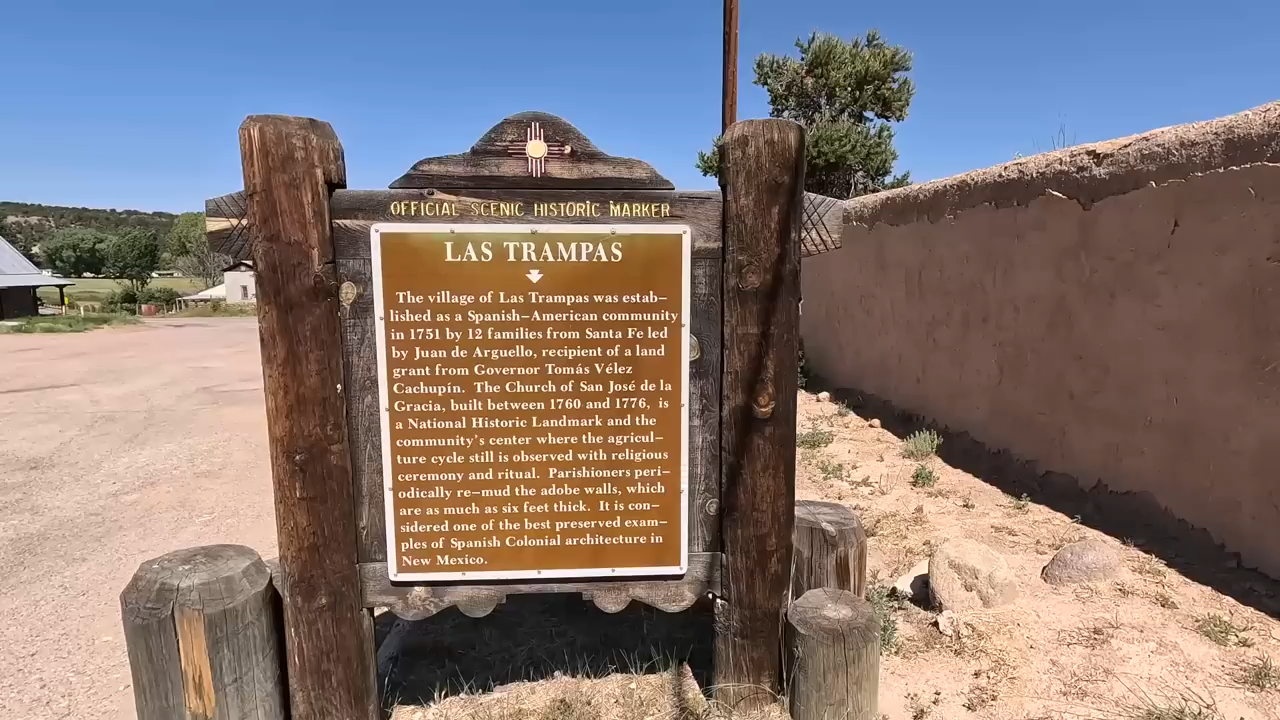 OFFICIAL SCENIC HISTORIC MARKER
LAS TRAMPAS
The village of Las Trampas was estab–
lished as a Spanish–American community
in 1751 by 12 families from Santa Fe led
by Juan de Arguello, recipient of a land
grant from Governor Tomás Vélez
Cachupín. The Church of San José de la
Gracia, built between 1760 and 1776, is
a National Historic Landmark and the
community's center where the agricul–
ture cycle still is observed with religious
ceremony and ritual. Parishioners peri–
odically re–mud the adobe walls, which
are as much as six feet thick. It is con–
sidered one of the best preserved exam–
ples of Spanish Colonial architecture in
New Mexico.